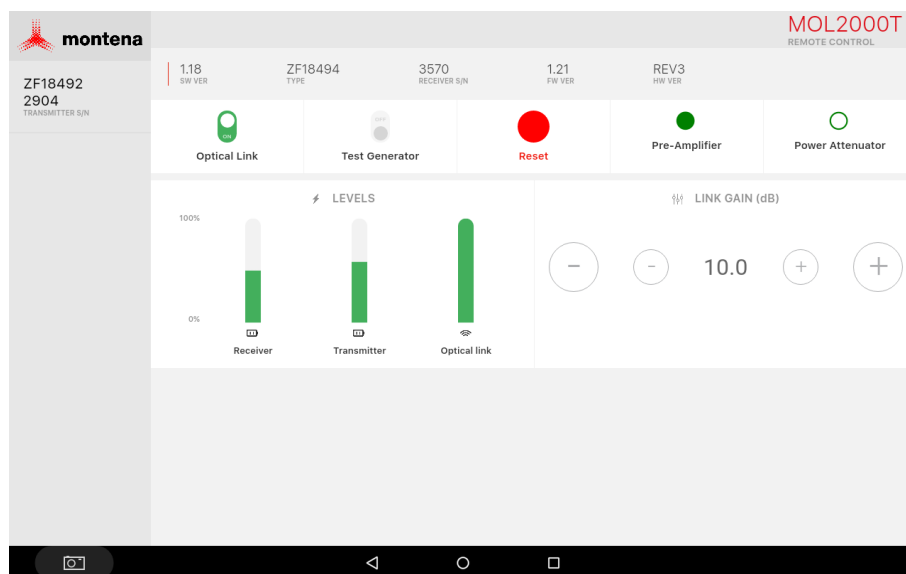 montena
MOL2000T
REMOTE CONTROL
ZF18492
2904
TRANSMITTER S/N
1.18
SW VER
ZF18494
TYPE
3570
RECEIVER S/N
1.21
FW VER
REV3
HW VER
ON
Optical Link
OFF
Test Generator
Reset
Pre-Amplifier
Power Attenuator
LEVELS
100%
0%
Receiver
Transmitter
Optical link
LINK GAIN (dB)
−
-
10.0
+
+